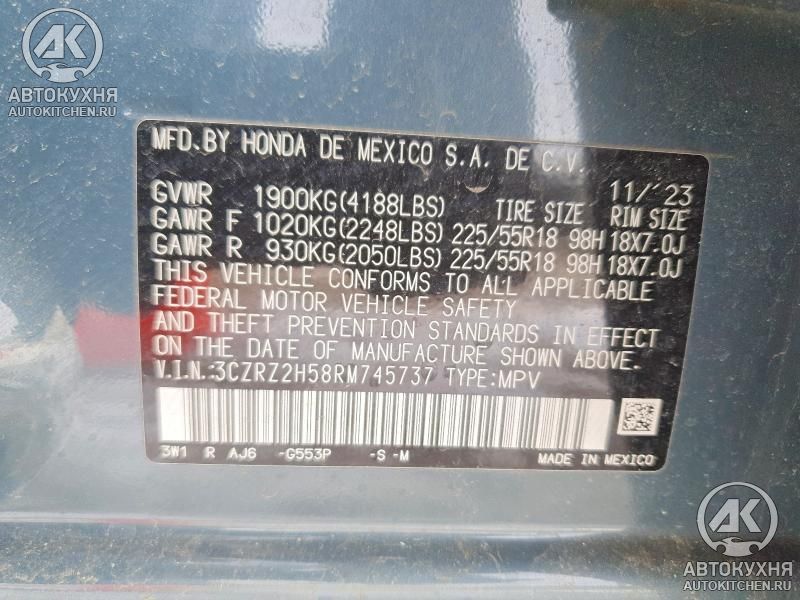 AK
АВТОКУХНЯ
AUTOKITCHEN.RU
MFD.BY HONDA DE MEXICO S.A. DE C.V.
11/'23
GVWR 1900KG(4188LBS) TIRE SIZE RIM SIZE
GAWR F 1020KG(2248LBS) 225/55R18 98H 18X7.0J
GAWR R 930KG(2050LBS) 225/55R18 98H 18X7.0J
THIS VEHICLE CONFORMS TO ALL APPLICABLE
FEDERAL MOTOR VEHICLE SAFETY
AND THEFT PREVENTION STANDARDS IN EFFECT
ON THE DATE OF MANUFACTURE SHOWN ABOVE.
V.I.N.:3CZRZ2H58RM745737 TYPE:MPV
3W1 R AJ6 -G553P -S -M MADE IN MEXICO
AK
АВТОКУХНЯ
AUTOKITCHEN.RU